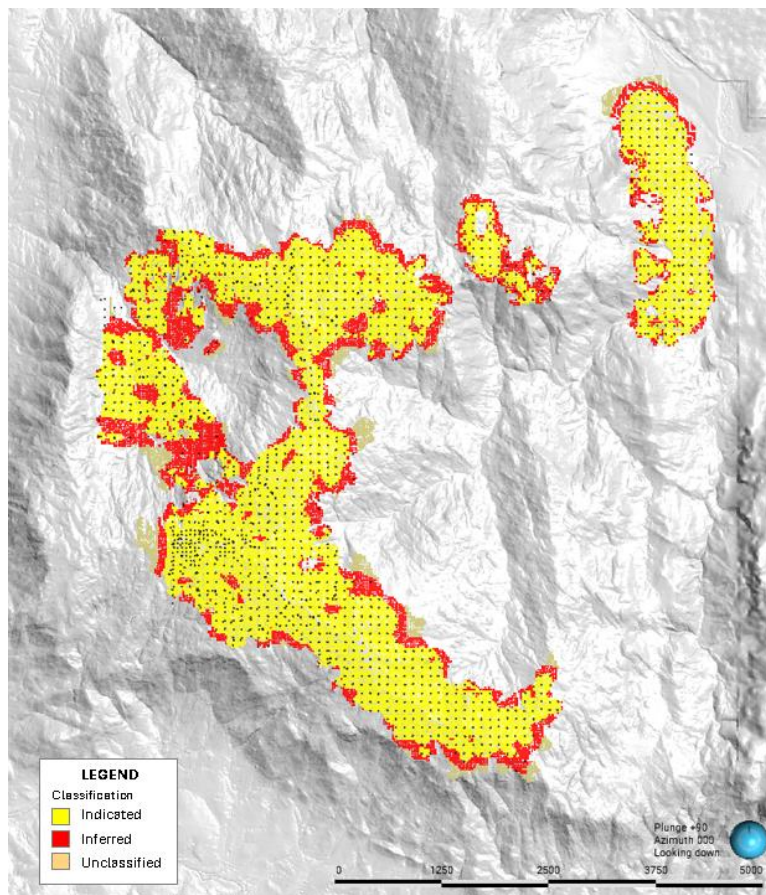 LEGEND
Classification
Indicated
Inferred
Unclassified
Plunge +90
Azimuth 000
Looking down
0 1250 2500 3750 5000